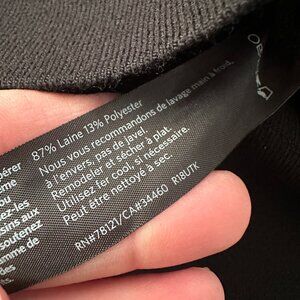 87% Laine 13% Polyester
Nous vous recommandons de lavage main à froid,
à l'envers, pas de javel.
Remodeler et sécher à plat.
Utilisez fer cool, si nécessaire.
Peut être nettoyé à sec.
RN#78121/CA#34460 R1BUTK
soutenez